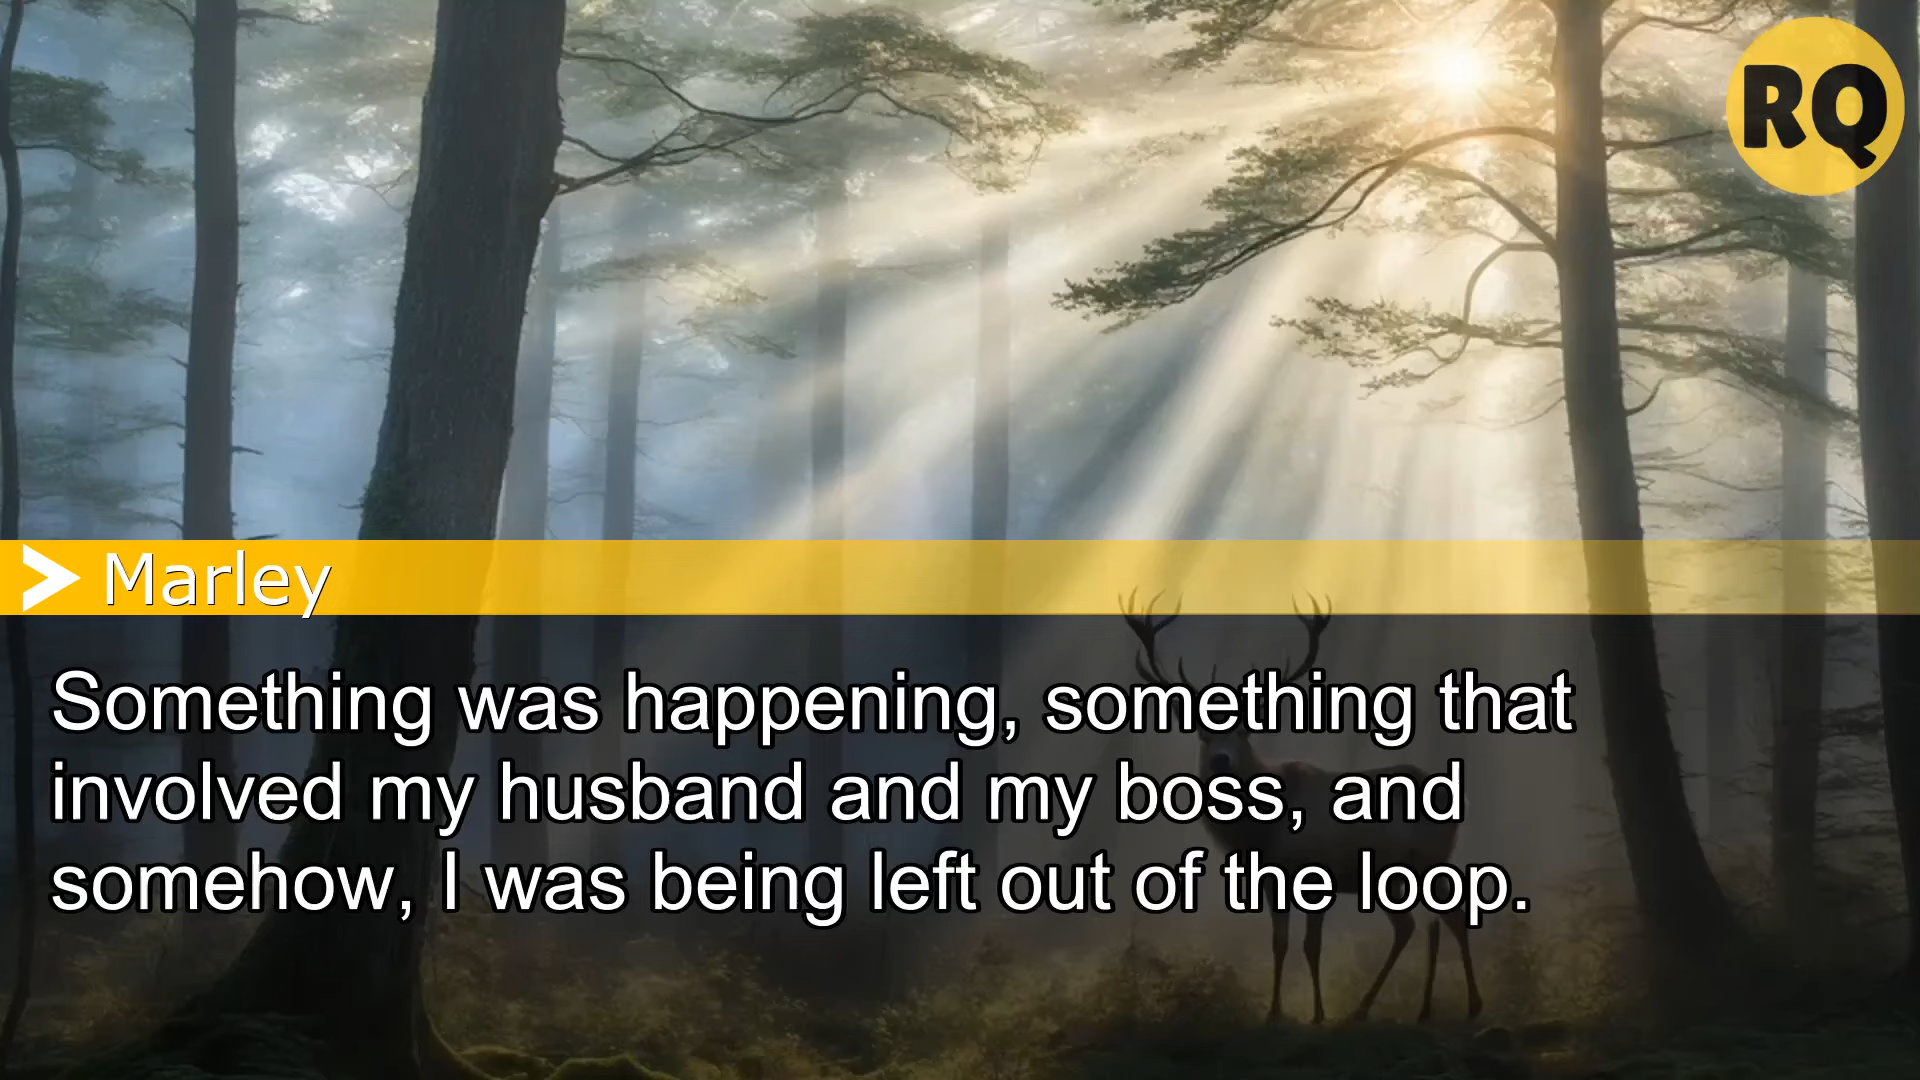 RQ
Marley
Something was happening, something that
involved my husband and my boss, and
somehow, I was being left out of the loop.